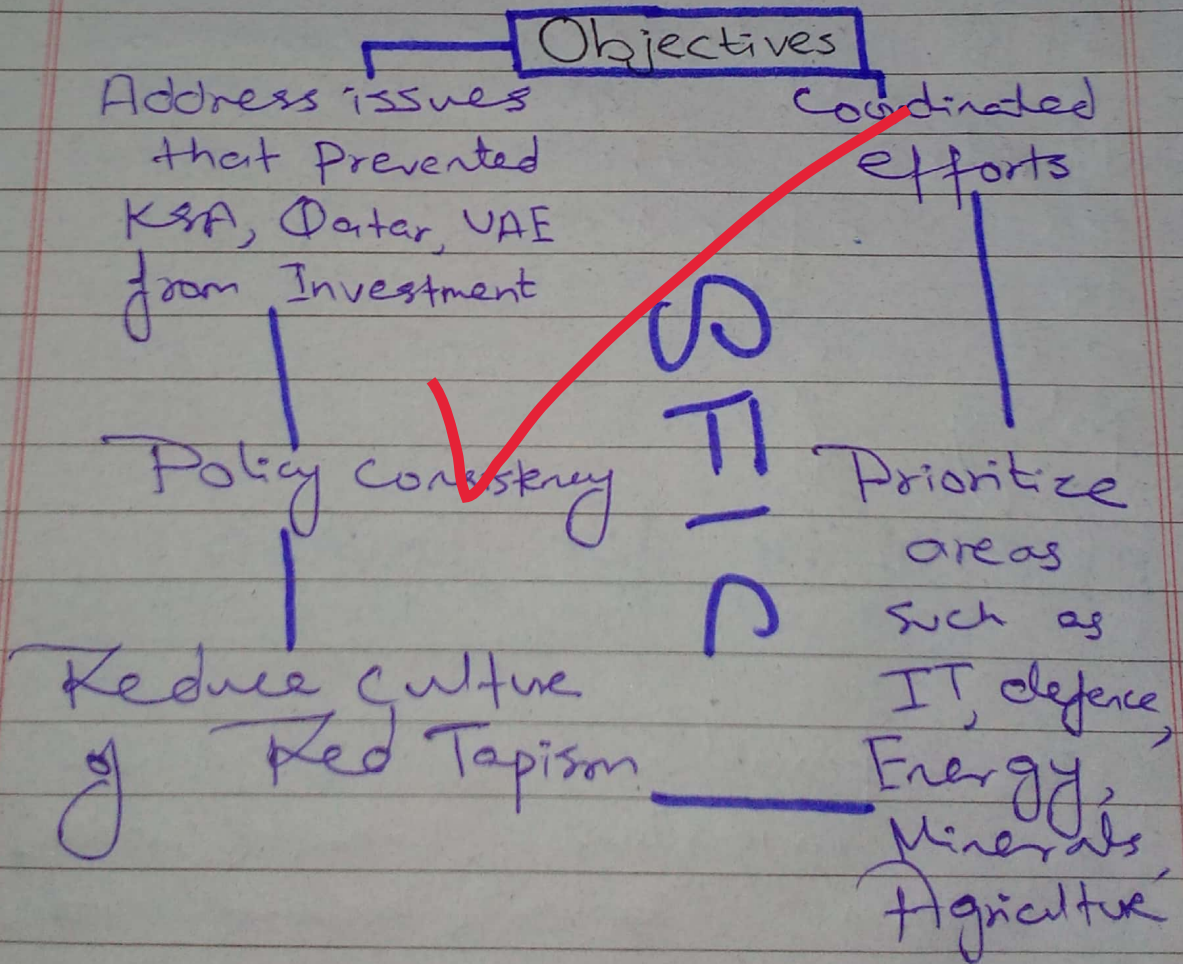 Objectives
Address issues
that Prevented
KSA, Qatar, UAE
from Investment
Policy Consistency
Reduce Culture
of Red Tapism
SFIC
Coordinated
efforts
Prioritize
areas
such as
IT, defence,
Energy,
Minerals,
Agriculture